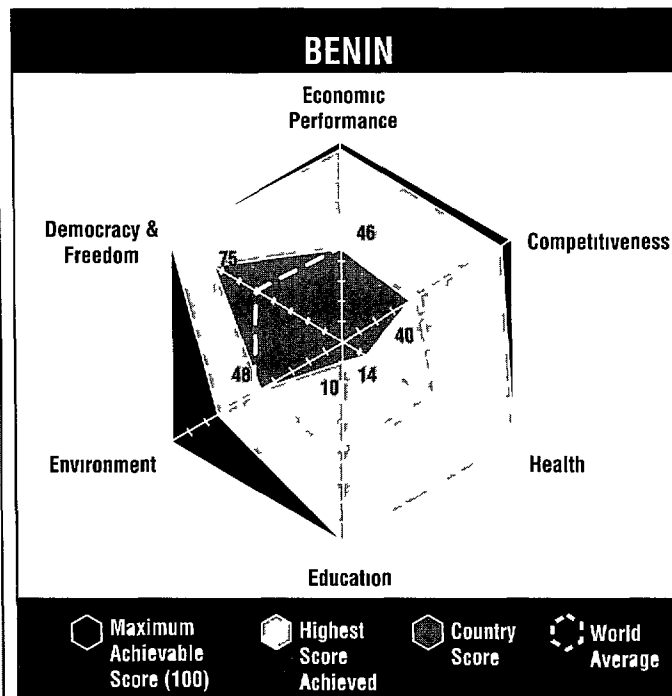 BENIN
Economic
Performance
Democracy &
Freedom
Competitiveness
75
46
40
48
10
14
Environment
Health
Education
Maximum
Achievable
Score (100)
Highest
Score
Achieved
Country
Score
World
Average